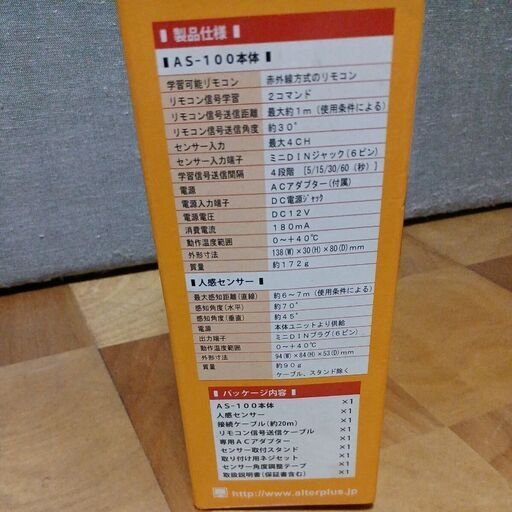 製品仕様
AS-100本体
学習可能リモコン 赤外線方式のリモコン
リモコン信号学習 2コマンド
リモコン信号送信距離 最大約1m(使用条件による)
リモコン信号送信角度 約30°
センサー入力 最大4CH
センサー入力端子 ミニDINジャック(6ピン)
学習信号送信間隔 4段階 [5/15/30/60(秒)]
電源 ACアダプター(付属)
電源入力端子 DC電源ジャック
電源電圧 DC12V
消費電流 180mA
動作温度範囲 0~+40℃
外形寸法 138(W)×30(H)×80(D)mm
質量 約172g
人感センサー
最大感知距離(直線) 約6~7m(使用条件による)
感知角度(水平) 約70°
感知角度(垂直) 約45°
電源 本体ユニットより供給
出力端子 ミニDINプラグ(6ピン)
動作温度範囲 0~+40℃
外形寸法 94(W)×84(H)×53(D)mm
質量 約90g
ケーブル、スタンド除く
パッケージ内容
AS-100本体 ×1
人感センサー ×1
接続ケーブル(約20m) ×1
リモコン信号送信ケーブル ×1
専用ACアダプター ×1
センサー取付スタンド ×1
取り付け用ネジセット ×1
センサー角度調整テープ ×1
取扱説明書(保証書含む) ×1
http://www.alterplus.jp